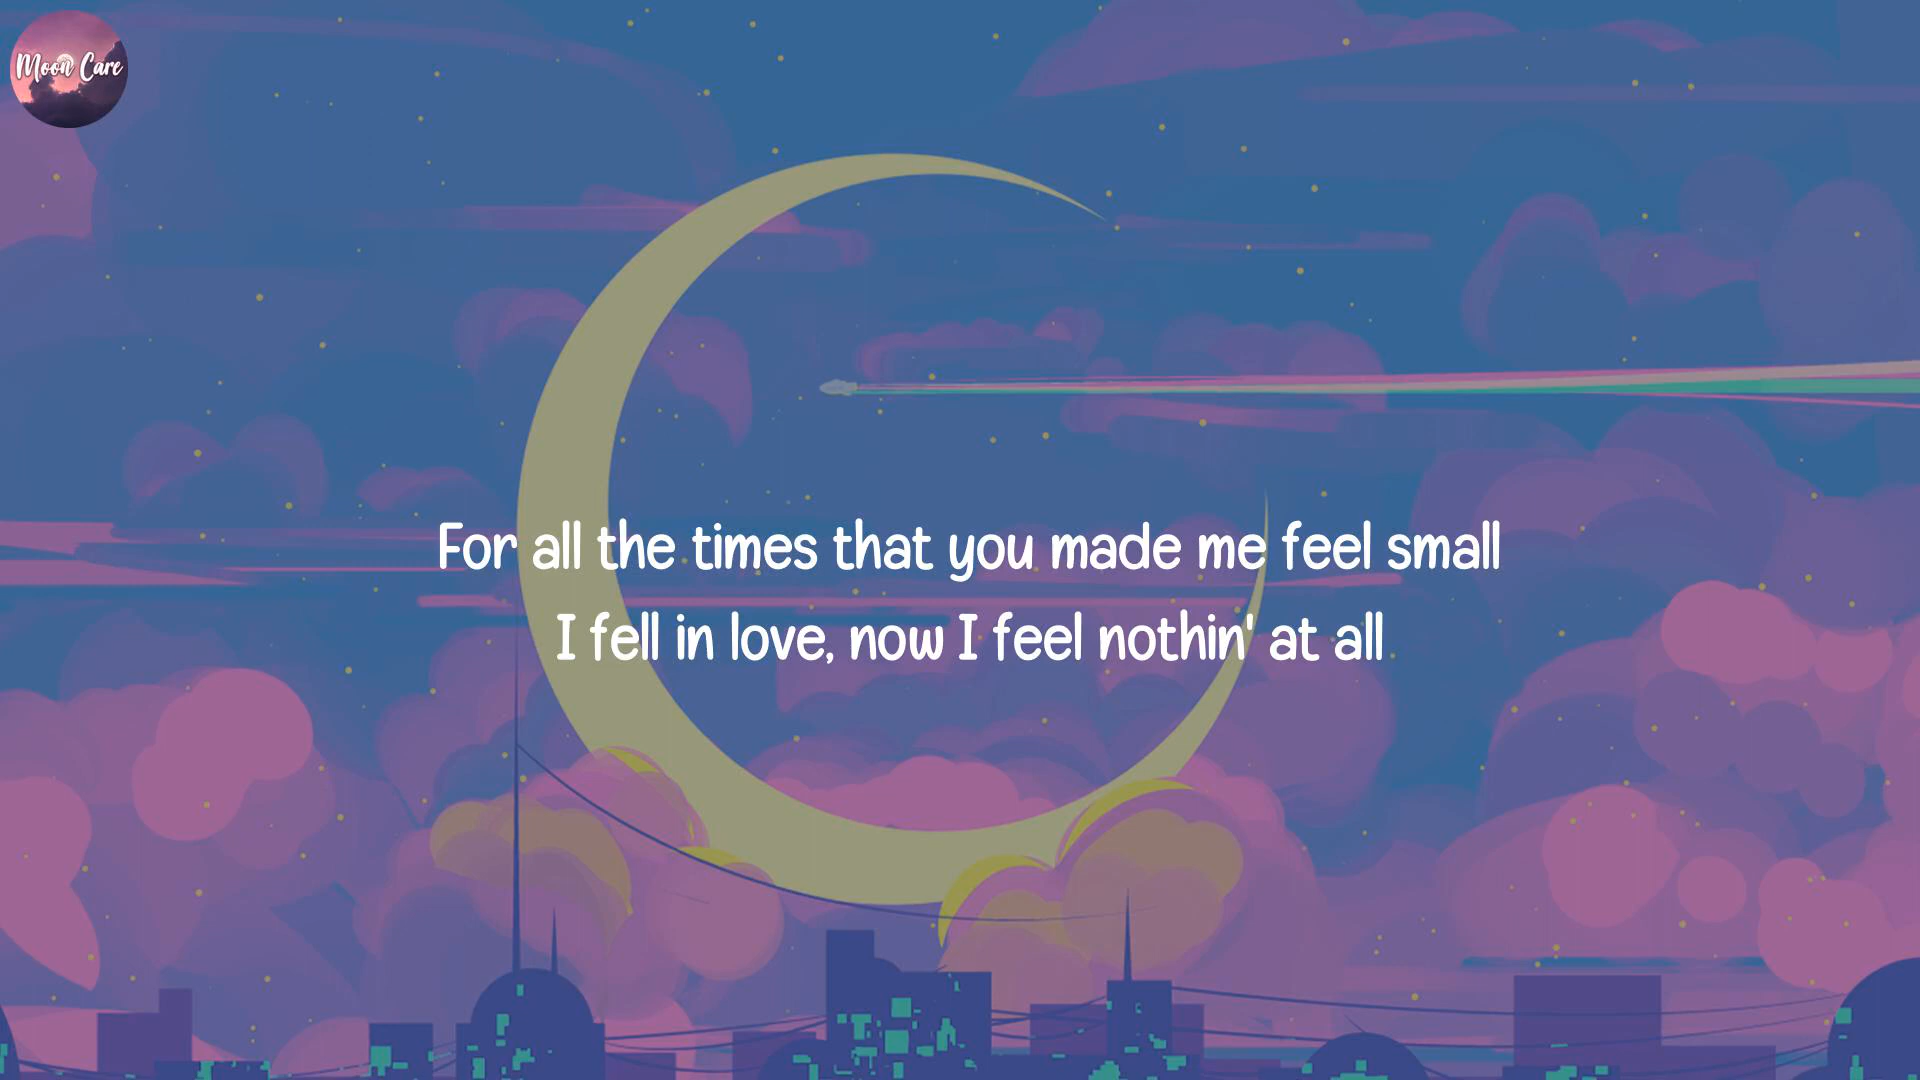 Moon Care
For all the times that you made me feel small
I fell in love, now I feel nothin' at all